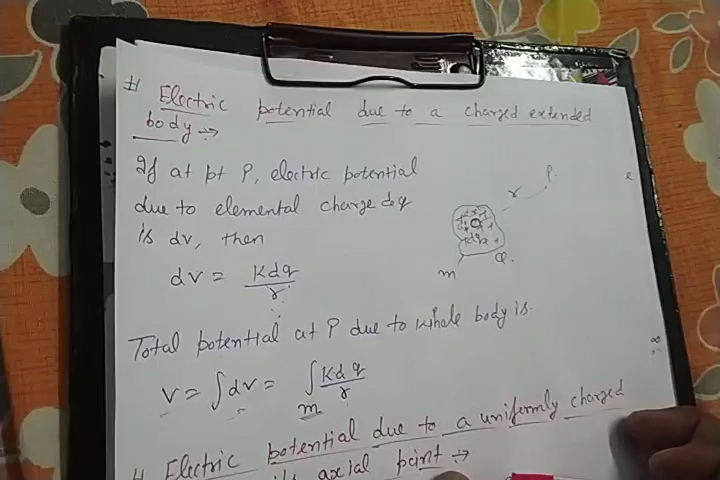 # Electric potential due to a charged extended
body →
If at pt P, electric potential
due to elemental charge dq
is dv, then
dv = Kdq/r
P.
r
Q.
m
Total potential at P due to whole body is.
v = ∫dv = ∫Kdq/r
m
# Electric potential due to a uniformly charged
axial point →